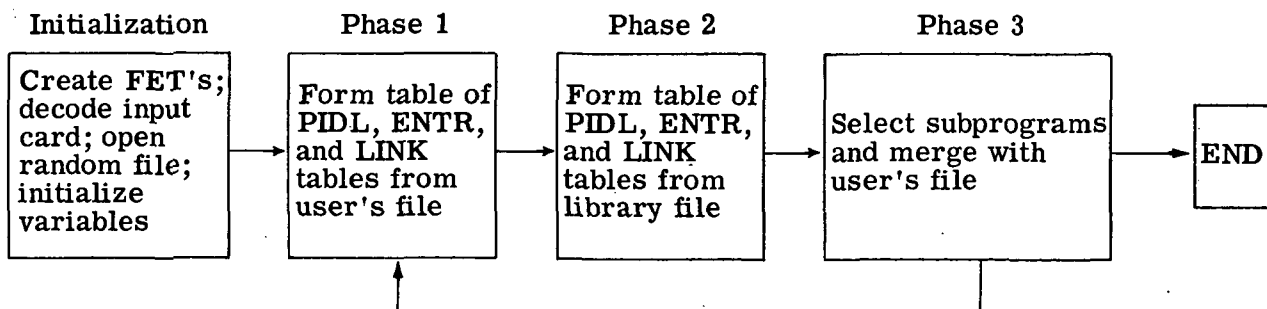 Initialization
Create FET's;
decode input
card; open
random file;
initialize
variables
Phase 1
Form table of
PIDL, ENTR,
and LINK
tables from
user's file
Phase 2
Form table of
PIDL, ENTR,
and LINK
tables from
library file
Phase 3
Select subprograms
and merge with
user's file
END